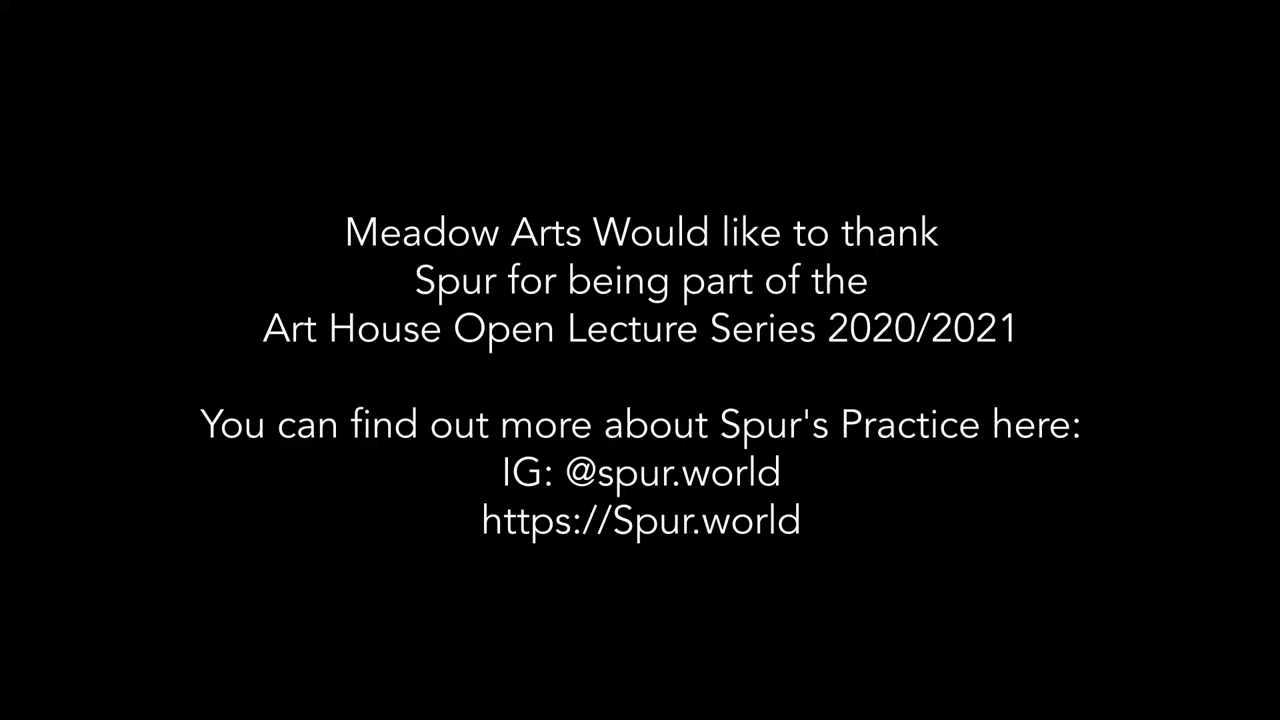 Meadow Arts Would like to thank
Spur for being part of the
Art House Open Lecture Series 2020/2021
You can find out more about Spur's Practice here:
IG: @spur.world
https://Spur.world